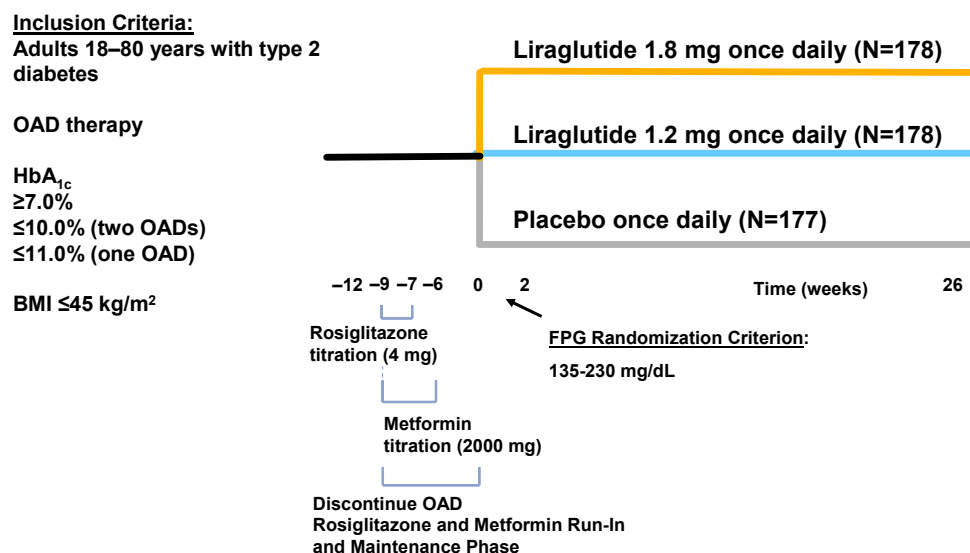 Inclusion Criteria:
Adults 18–80 years with type 2
diabetes
OAD therapy
HbA1c
≥7.0%
≤10.0% (two OADs)
≤11.0% (one OAD)
BMI ≤45 kg/m²
Liraglutide 1.8 mg once daily (N=178)
Liraglutide 1.2 mg once daily (N=178)
Placebo once daily (N=177)
–12 –9 –7 –6 0 2 Time (weeks) 26
Rosiglitazone
titration (4 mg)
FPG Randomization Criterion:
135-230 mg/dL
Metformin
titration (2000 mg)
Discontinue OAD
Rosiglitazone and Metformin Run-In
and Maintenance Phase